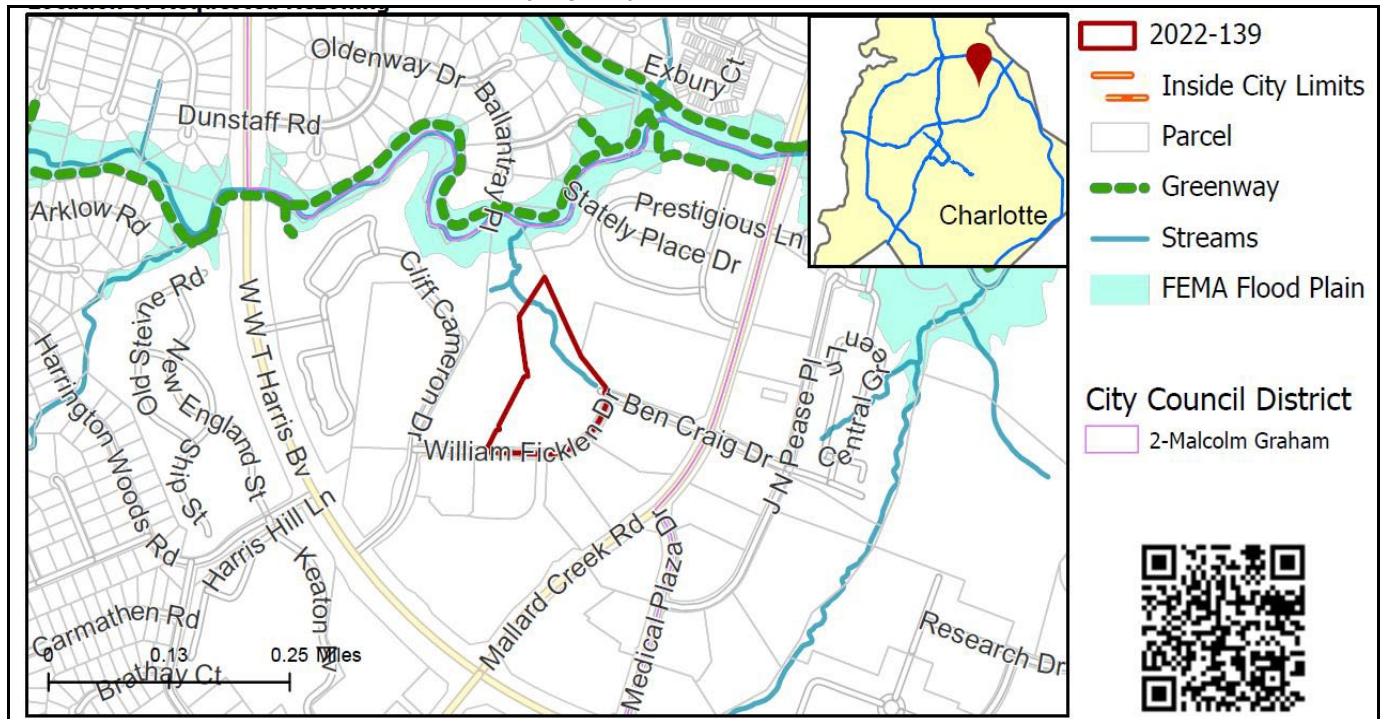 Oldenway Dr
Exbury Ct
Dunstaff Rd
Ballantray Pl
Arklow Rd
Stately Place Dr
Prestigious Ln
Cliff Cameron Dr
W W T Harris Bv
Old Steine Rd
New England St
Harrington Woods Rd
Ship St
William Ficklen Dr
Ben Craig Dr
J N Pease Pl
Central Green Ln
Harris Hill Ln
Keaton Av
Mallard Creek Rd
Medical Plaza Dr
Carmathen Rd
Brathay Ct
Research Dr
0 0.13 0.25 Miles
Charlotte
2022-139
Inside City Limits
Parcel
Greenway
Streams
FEMA Flood Plain
City Council District
2-Malcolm Graham